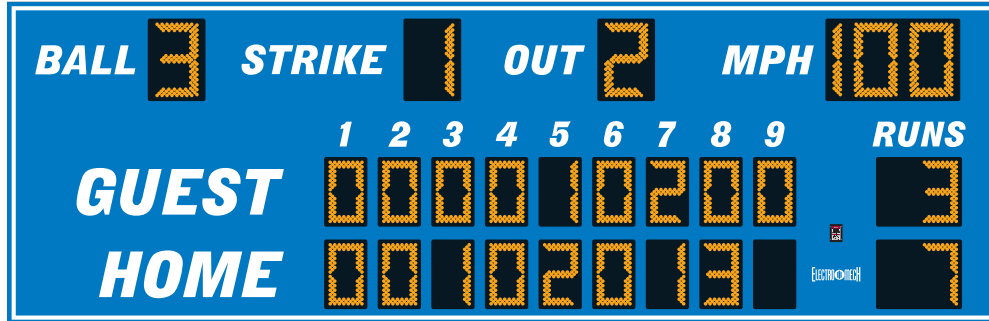 BALL 3 STRIKE 1 OUT 2 MPH 100
1 2 3 4 5 6 7 8 9 RUNS
GUEST 0 0 0 0 1 0 2 0 0 3
HOME 0 0 1 0 2 0 1 3 7
ELECTRO-MECH